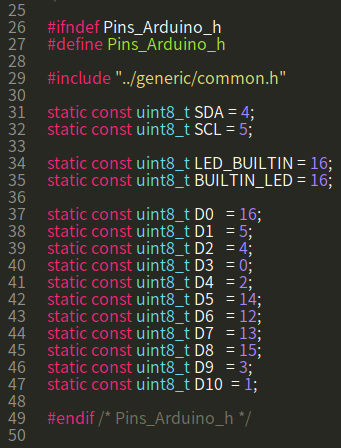 25
26 #ifndef Pins_Arduino_h
27 #define Pins_Arduino_h
28
29 #include "../generic/common.h"
30
31 static const uint8_t SDA = 4;
32 static const uint8_t SCL = 5;
33
34 static const uint8_t LED_BUILTIN = 16;
35 static const uint8_t BUILTIN_LED = 16;
36
37 static const uint8_t D0 = 16;
38 static const uint8_t D1 = 5;
39 static const uint8_t D2 = 4;
40 static const uint8_t D3 = 0;
41 static const uint8_t D4 = 2;
42 static const uint8_t D5 = 14;
43 static const uint8_t D6 = 12;
44 static const uint8_t D7 = 13;
45 static const uint8_t D8 = 15;
46 static const uint8_t D9 = 3;
47 static const uint8_t D10 = 1;
48
49 #endif /* Pins_Arduino_h */
50